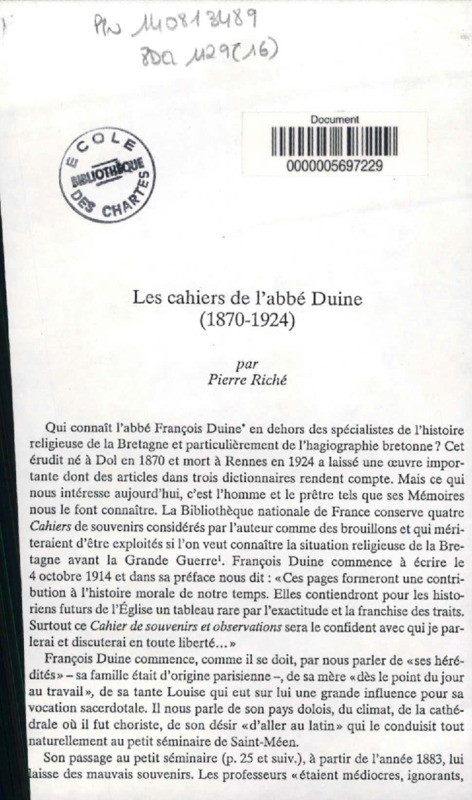 PPN 140813489
8DQ 1129(16)
ÉCOLE
DES CHARTES
BIBLIOTHÈQUE
Document
0000005697229
Les cahiers de l'abbé Duine
(1870-1924)
par
Pierre Riché
Qui connaît l'abbé François Duine* en dehors des spécialistes de l'histoire
religieuse de la Bretagne et particulièrement de l'hagiographie bretonne ? Cet
érudit né à Dol en 1870 et mort à Rennes en 1924 a laissé une œuvre impor-
tante dont des articles dans trois dictionnaires rendent compte. Mais ce qui
nous intéresse aujourd'hui, c'est l'homme et le prêtre tels que ses Mémoires
nous le font connaître. La Bibliothèque nationale de France conserve quatre
Cahiers de souvenirs considérés par l'auteur comme des brouillons et qui méri-
teraient d'être exploités si l'on veut connaître la situation religieuse de la Bre-
tagne avant la Grande Guerre¹. François Duine commence à écrire le
4 octobre 1914 et dans sa préface nous dit : «Ces pages formeront une contri-
bution à l'histoire morale de notre temps. Elles contiendront pour les histo-
riens futurs de l'Église un tableau rare par l'exactitude et la franchise des traits.
Surtout ce Cahier de souvenirs et observations sera le confident avec qui je par-
lerai et discuterai en toute liberté...»
François Duine commence, comme il se doit, par nous parler de «ses héré-
dités» – sa famille était d'origine parisienne –, de sa mère «dès le point du jour
au travail», de sa tante Louise qui eut sur lui une grande influence pour sa
vocation sacerdotale. Il nous parle de son pays dolois, du climat, de la cathé-
drale où il fut choriste, de son désir «d'aller au latin» qui le conduisit tout
naturellement au petit séminaire de Saint-Méen.
Son passage au petit séminaire (p. 25 et suiv.), à partir de l'année 1883, lui
laisse des mauvais souvenirs. Les professeurs «étaient médiocres, ignorants,